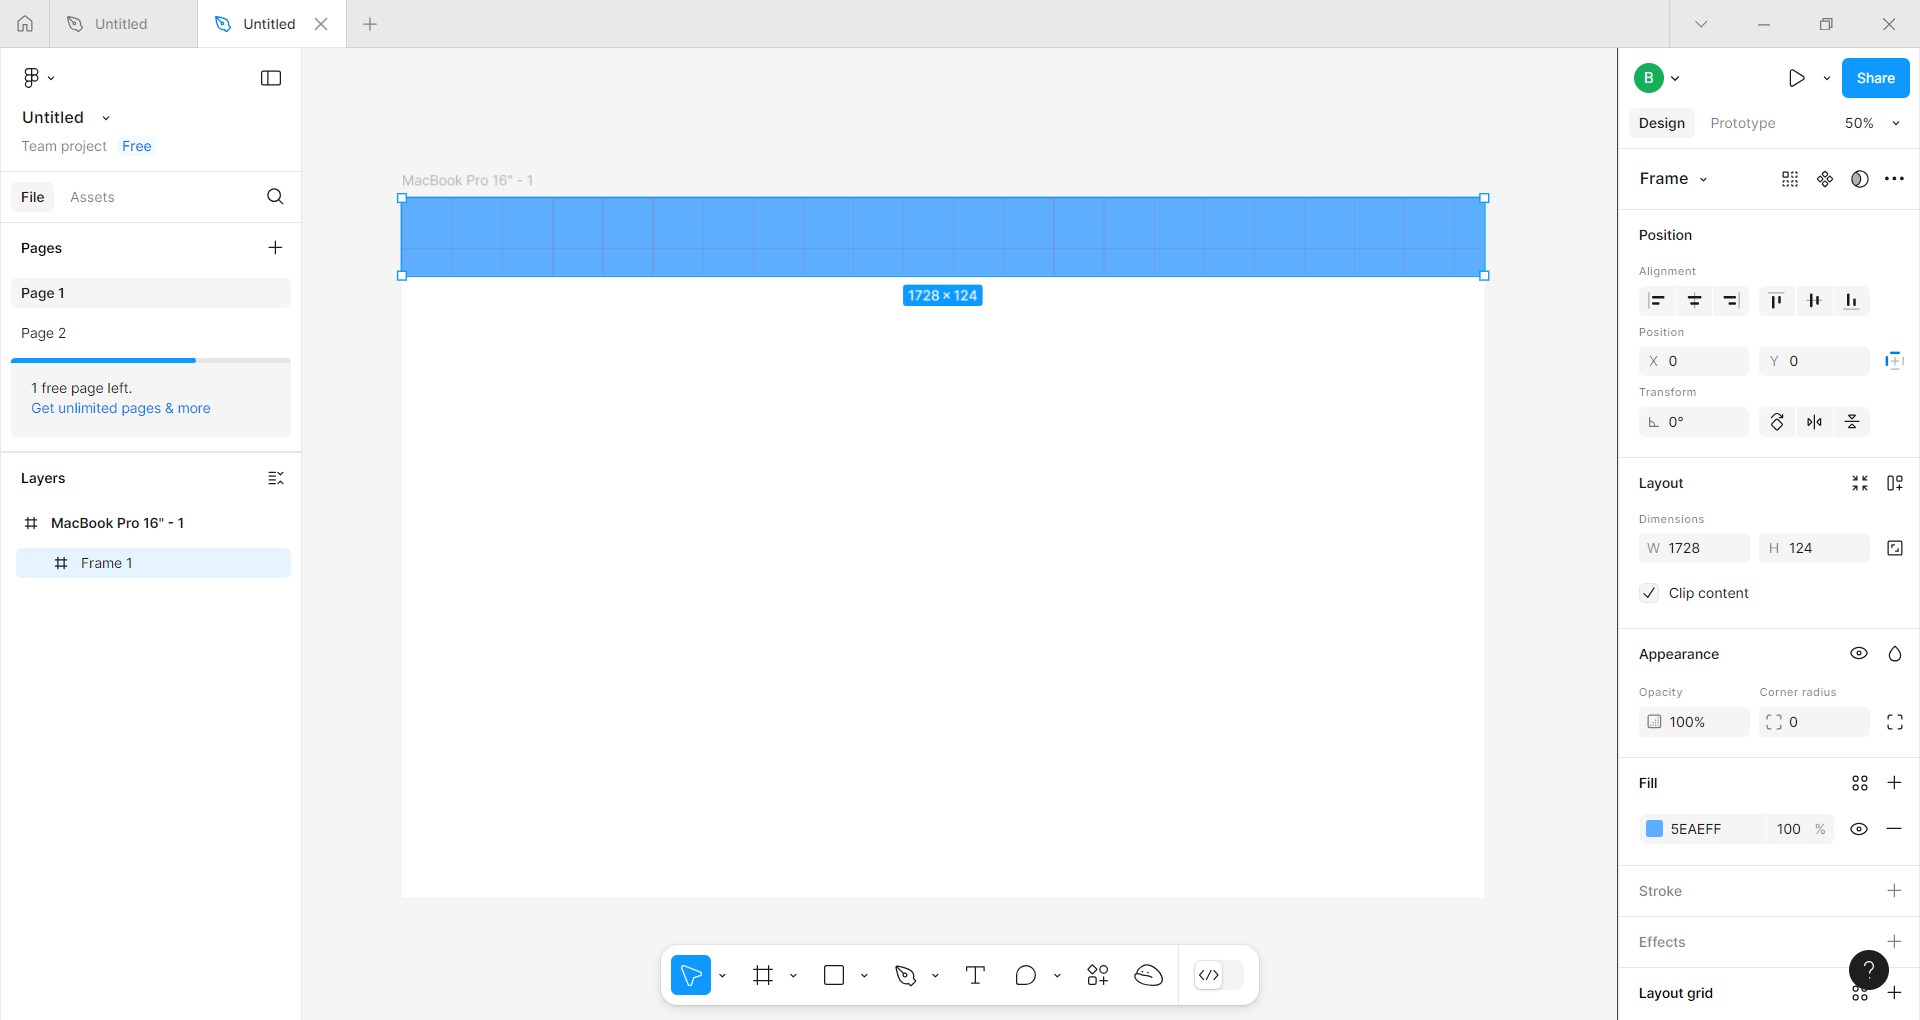 Untitled
Untitled
Untitled
Team project Free
File Assets
Pages
Page 1
Page 2
1 free page left.
Get unlimited pages & more
Layers
MacBook Pro 16" - 1
Frame 1
MacBook Pro 16" - 1
1728 × 124
B
Share
Design Prototype 50%
Frame
Position
Alignment
Position
X 0 Y 0
Transform
0°
Layout
Dimensions
W 1728 H 124
Clip content
Appearance
Opacity Corner radius
100% 0
Fill
5EAEFF 100 %
Stroke
Effects
?
Layout grid